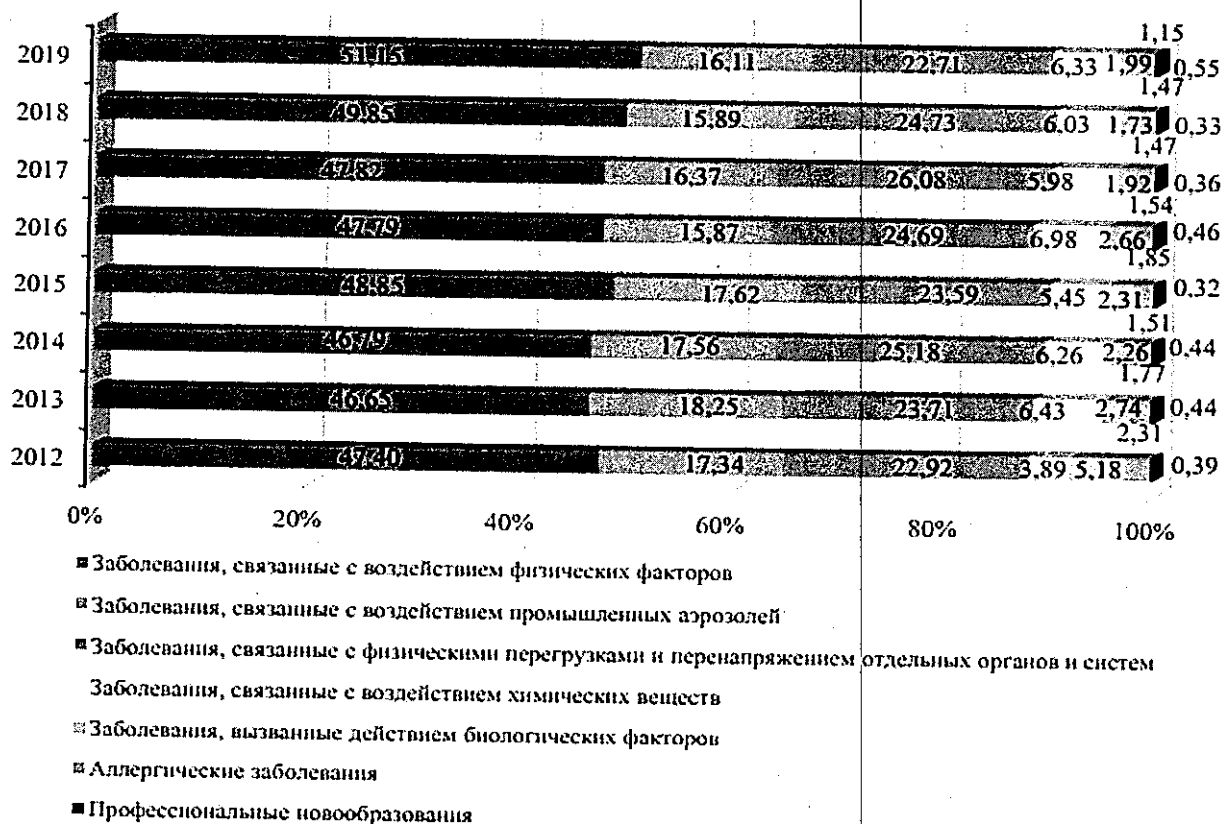 1,15
2019 51,15 16,11 22,71 6,33 1,99 0,55
1,47
2018 49,85 15,89 24,73 6,03 1,73 0,33
1,47
2017 47,82 16,37 26,08 5,98 1,92 0,36
1,54
2016 47,79 15,87 24,69 6,98 2,66 0,46
1,85
2015 48,85 17,62 23,59 5,45 2,31 0,32
1,51
2014 46,79 17,56 25,18 6,26 2,26 0,44
1,77
2013 46,65 18,25 23,71 6,43 2,74 0,44
2,31
2012 47,40 17,34 22,92 3,89 5,18 0,39
0% 20% 40% 60% 80% 100%
Заболевания, связанные с воздействием физических факторов
Заболевания, связанные с воздействием промышленных аэрозолей
Заболевания, связанные с физическими перегрузками и перенапряжением отдельных органов и систем
Заболевания, связанные с воздействием химических веществ
Заболевания, вызванные действием биологических факторов
Аллергические заболевания
Профессиональные новообразования